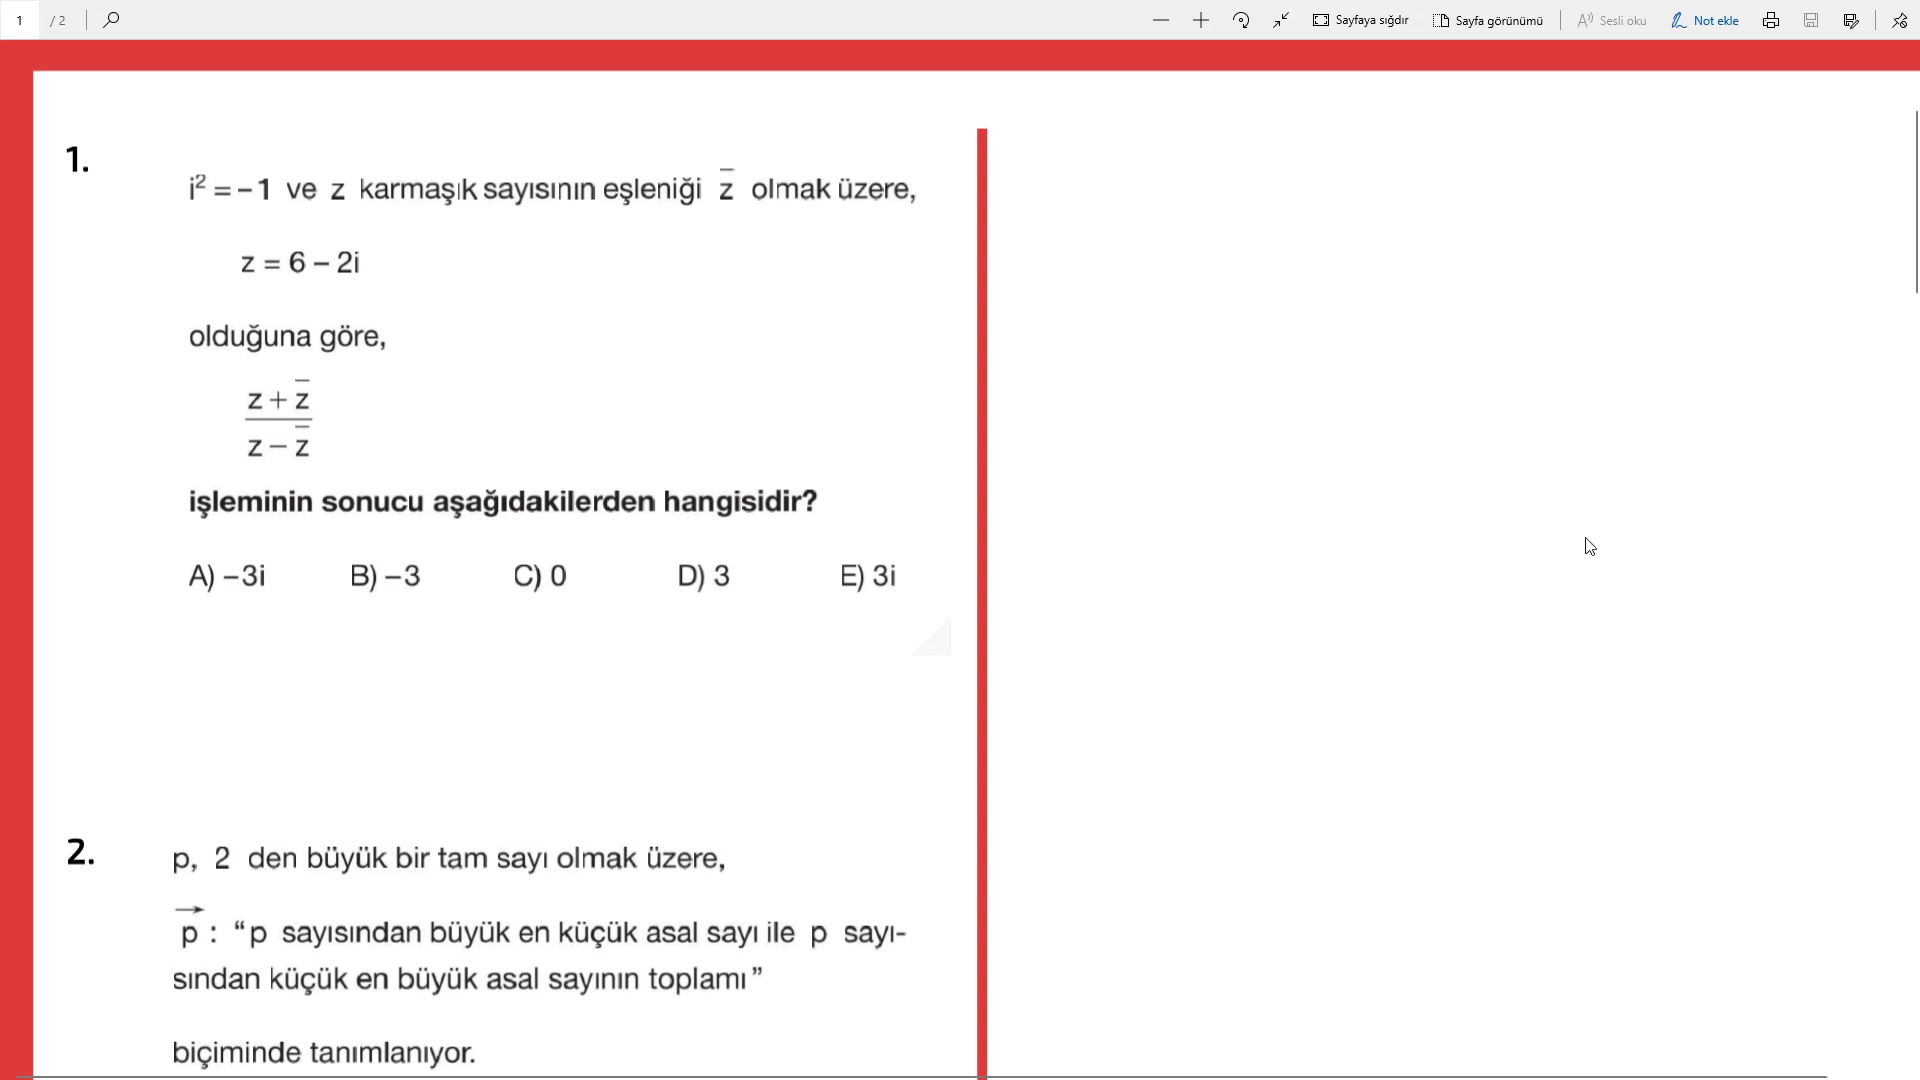 1 / 2 Sayfaya sığdır Sayfa görünümü Sesli oku Not ekle
1.
i² = –1 ve z karmaşık sayısının eşleniği z̅ olmak üzere,
z = 6 – 2i
olduğuna göre,
z + z̅
z – z̅
işleminin sonucu aşağıdakilerden hangisidir?
A) –3i B) –3 C) 0 D) 3 E) 3i
2.
p, 2 den büyük bir tam sayı olmak üzere,
p⃗ : “p sayısından büyük en küçük asal sayı ile p sayı-
sından küçük en büyük asal sayının toplamı”
biçiminde tanımlanıyor.